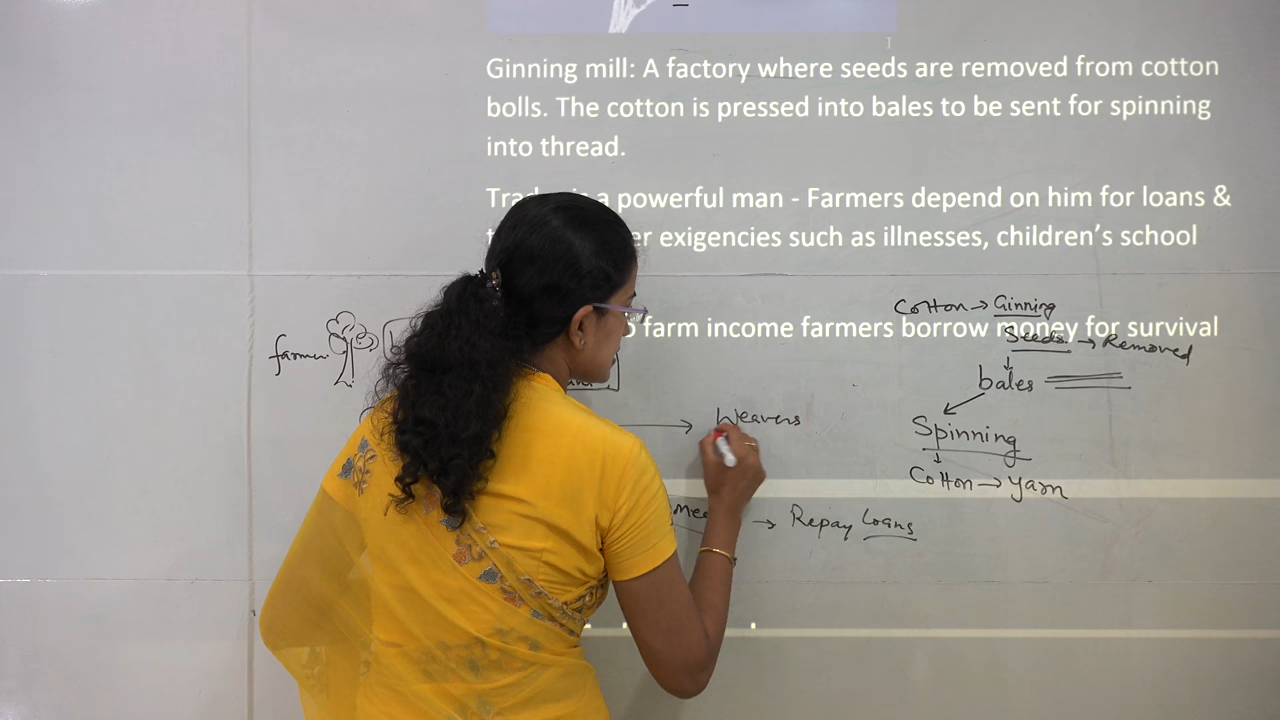 Ginning mill: A factory where seeds are removed from cotton
bolls. The cotton is pressed into bales to be sent for spinning
into thread.
a powerful man - Farmers depend on him for loans &
exigencies such as illnesses, children's school
farm income farmers borrow money for survival
Cotton → Ginning
Seeds → Removed
bales
Spinning
Cotton → Yarn
farmer
Weavers
→ Repay Loans